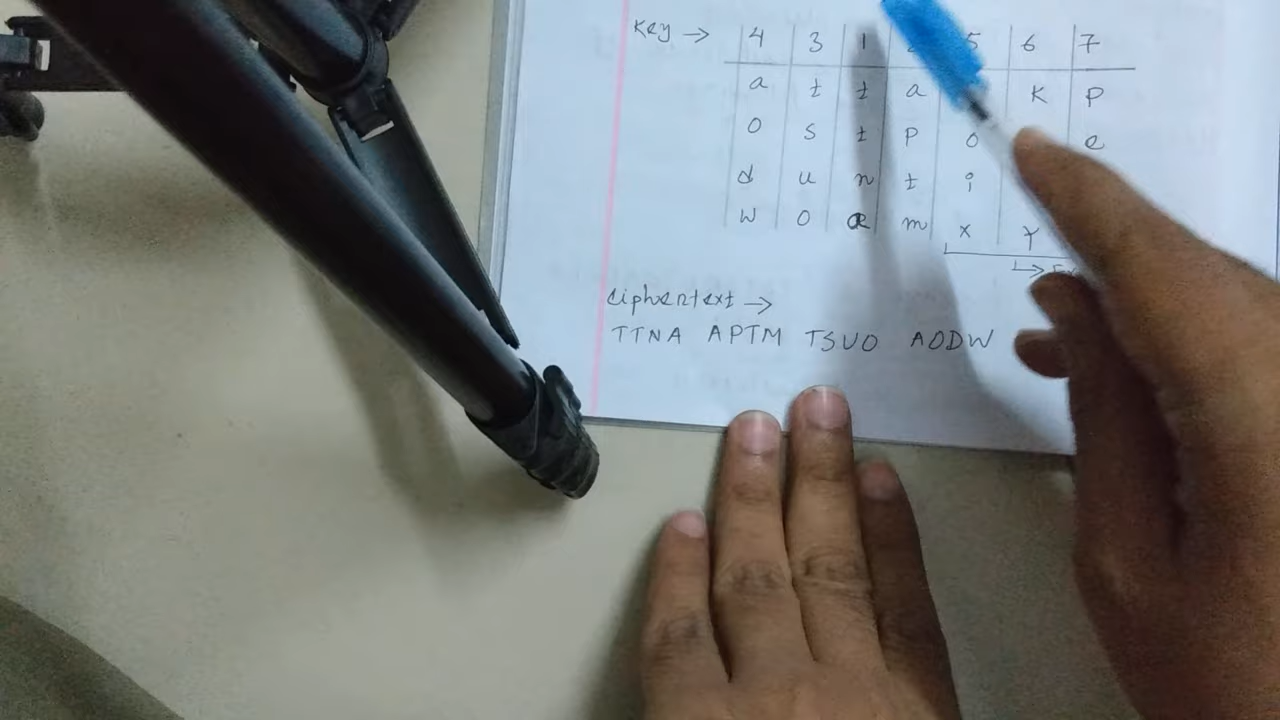 Key → 4 3 1 5 6 7
a t t a K P
o s t p o e
d u n t i
w o a m x Y
ciphertext →
TTNA APTM TSUO AODW